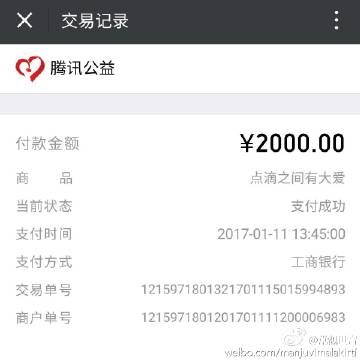 交易记录
腾讯公益
付款金额 ¥2000.00
商 品 点滴之间有大爱
当前状态 支付成功
支付时间 2017-01-11 13:45:00
支付方式 工商银行
交易单号 1215971801321701115015994893
商户单号 1215971801201701111200006983
weibo.com/manjuvimalakirti